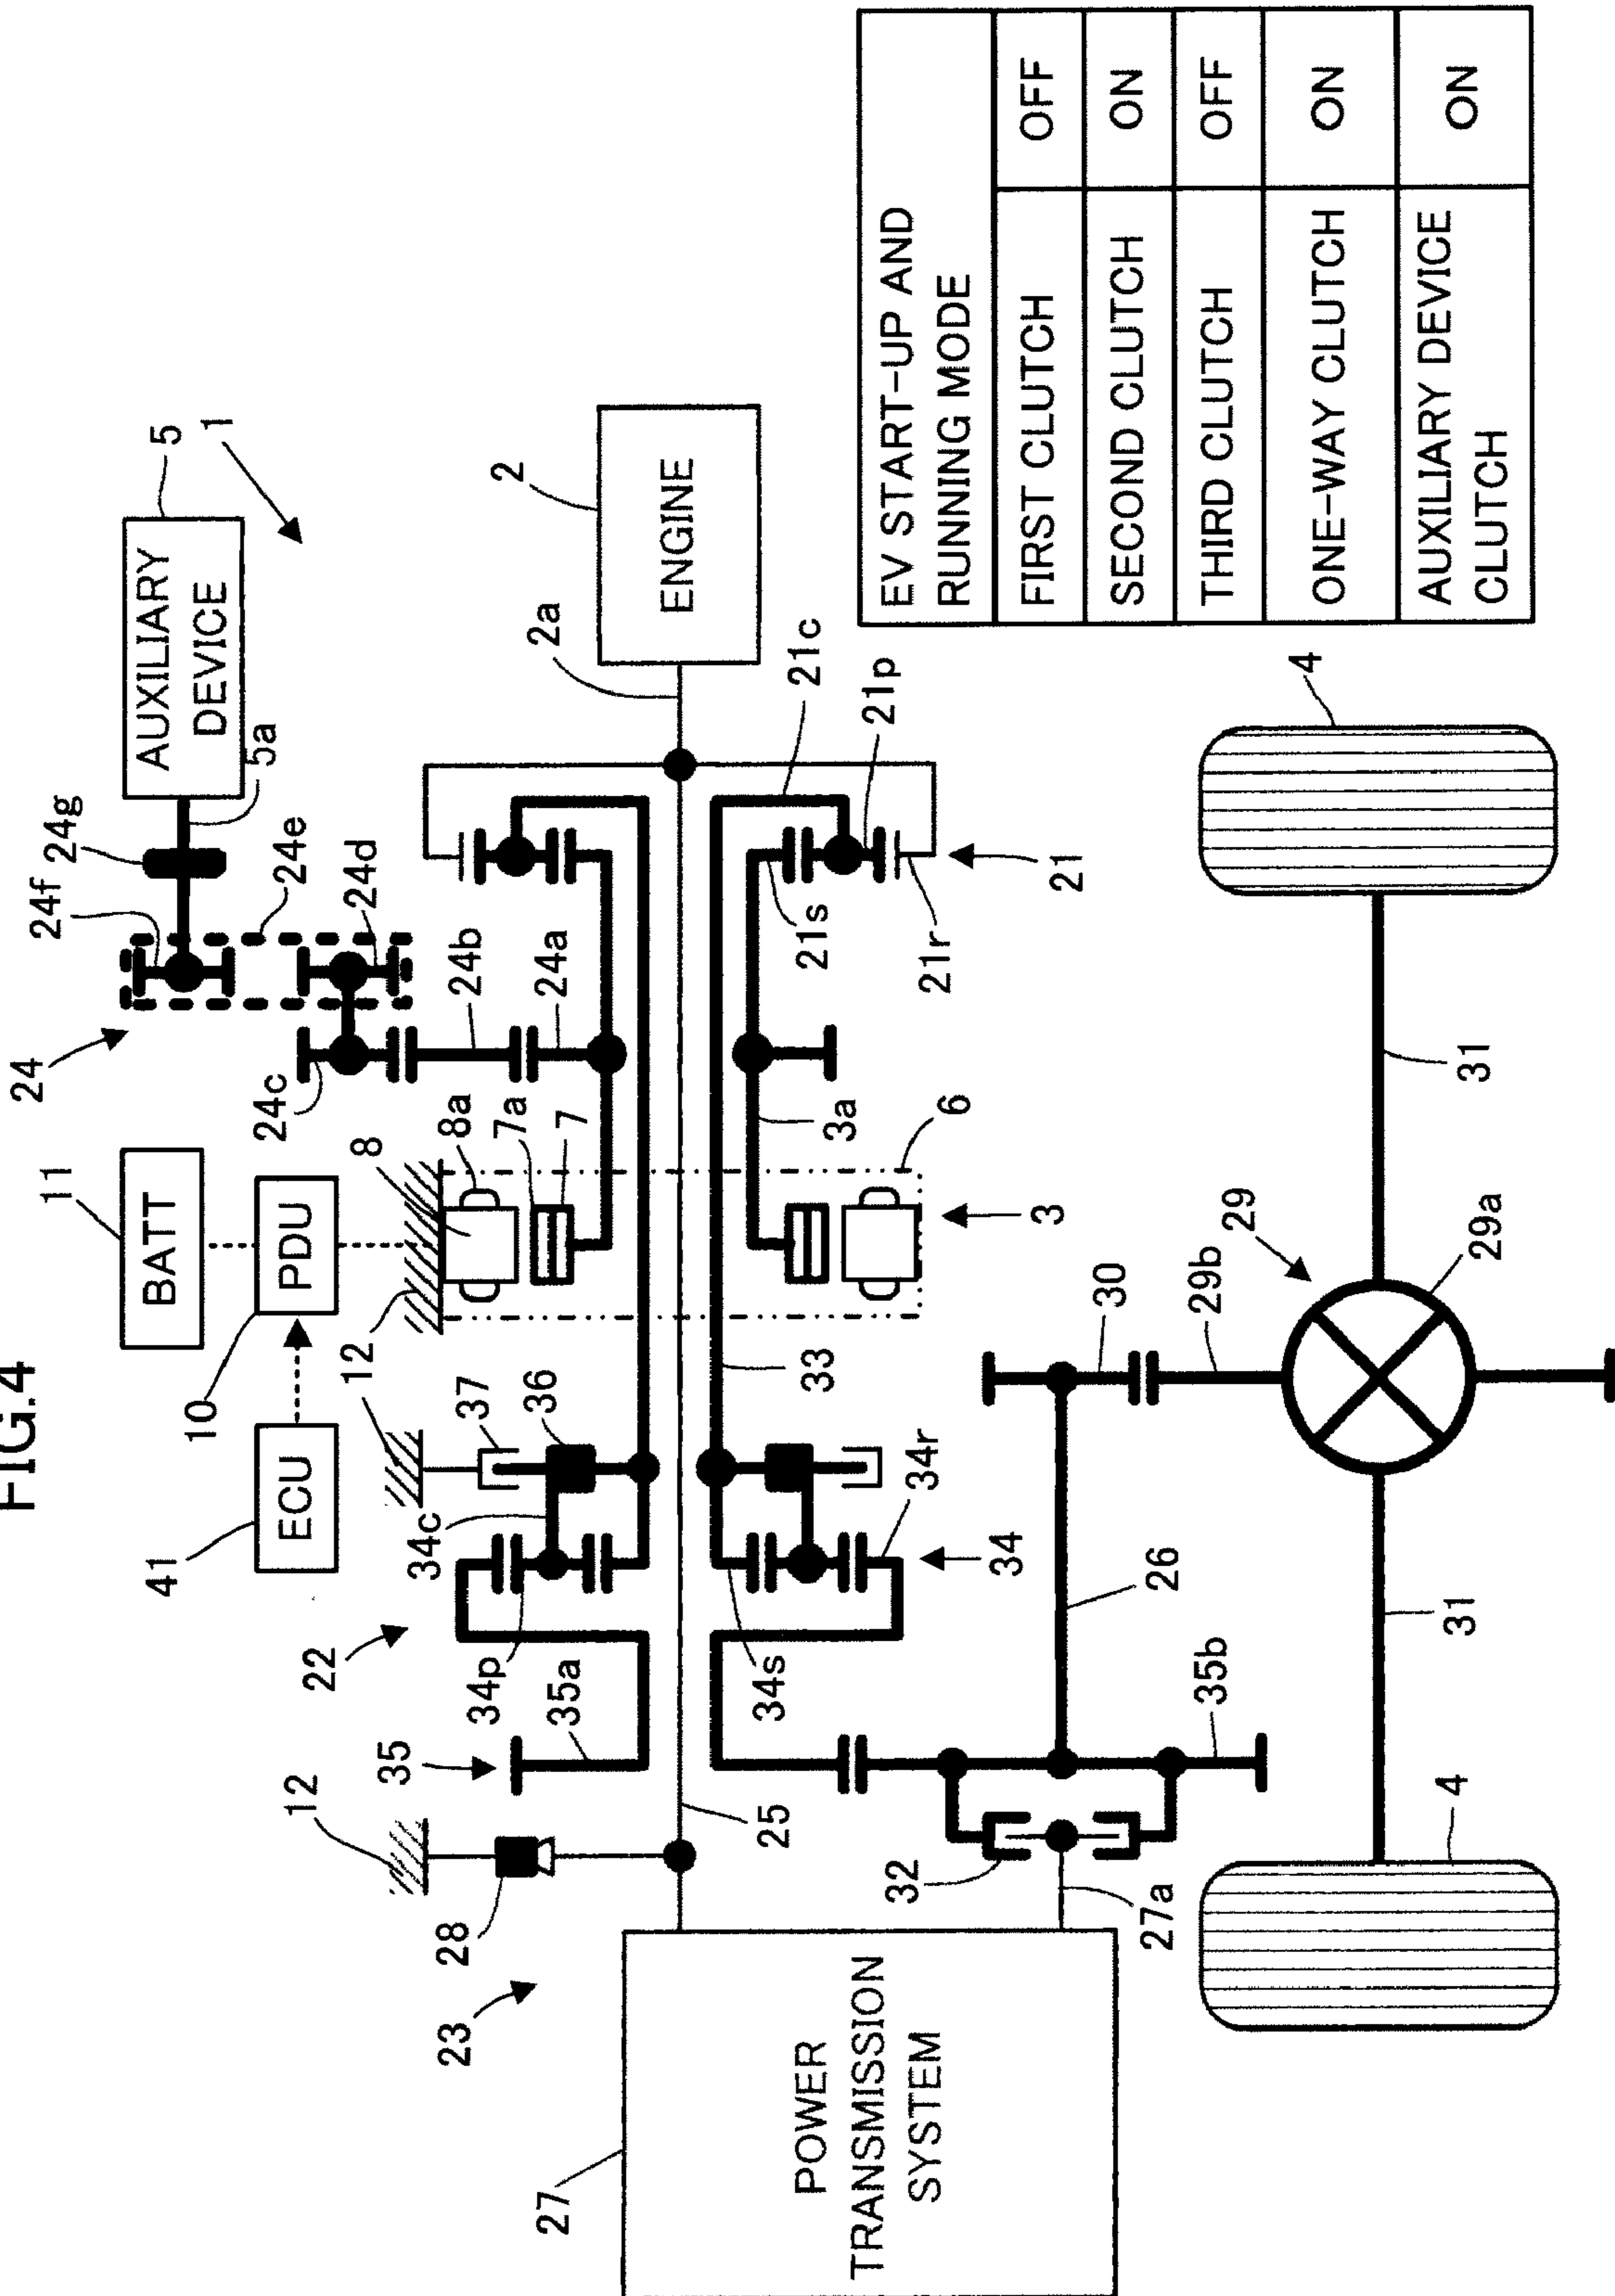 FIG.4
11
BATT
10
PDU
41
ECU
24
24f
24g
5
AUXILIARY
DEVICE
5a
1
24e
24d
24c
24b
24a
8
8a
7a
7
12
12
37
36
34c
22
34p
35a
35
12
28
23
27
POWER
TRANSMISSION
SYSTEM
25
2
ENGINE
2a
21c
21p
21s
21r
21
3a
6
3
33
34r
34
34s
26
30
29b
29
29a
35b
32
27a
31
31
4
4
EV START-UP AND
RUNNING MODE
FIRST CLUTCH OFF
SECOND CLUTCH ON
THIRD CLUTCH OFF
ONE-WAY CLUTCH ON
AUXILIARY DEVICE
CLUTCH ON